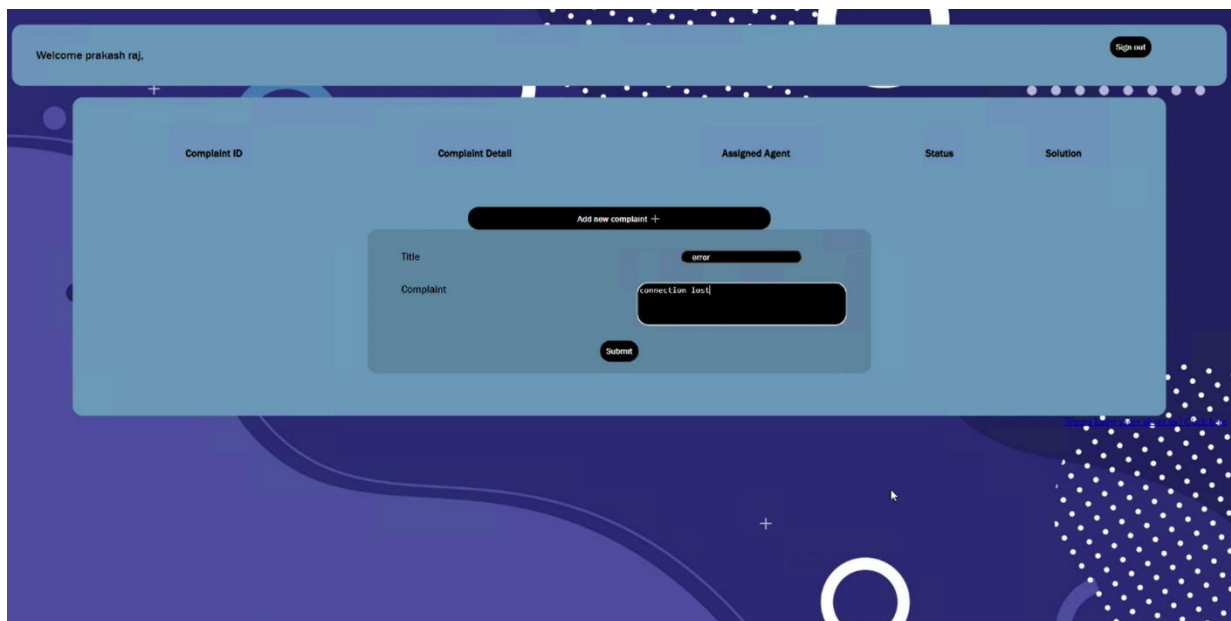 Welcome prakash raj,
Sign out
Complaint ID Complaint Detail Assigned Agent Status Solution
Add new complaint +
Title error
Complaint connection lost
Submit